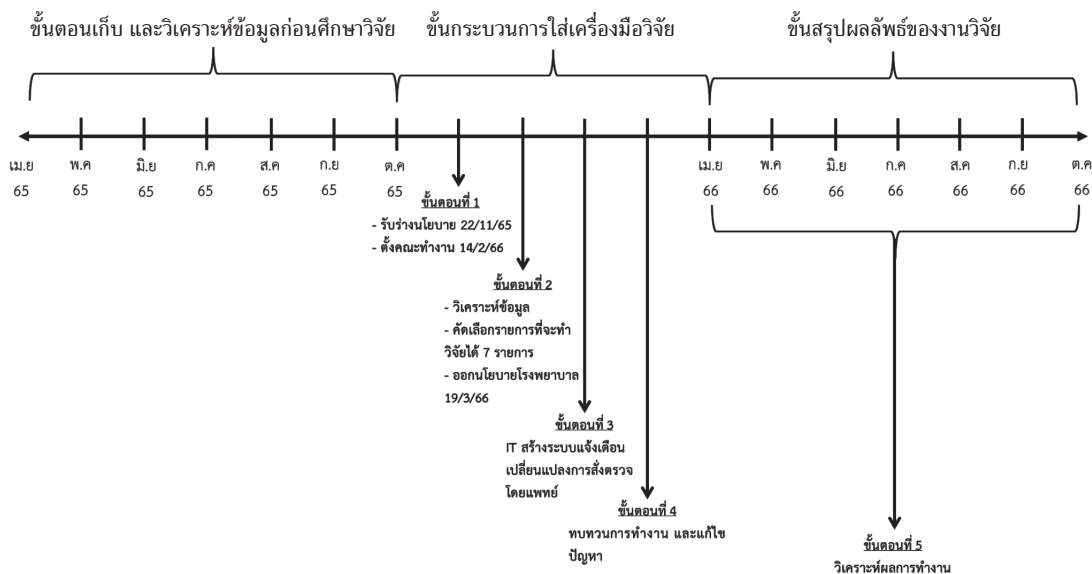 ขั้นตอนเก็บ และวิเคราะห์ข้อมูลก่อนศึกษาวิจัย
ขั้นกระบวนการใส่เครื่องมือวิจัย
ขั้นสรุปผลลัพธ์ของงานวิจัย
เม.ย พ.ค มิ.ย ก.ค ส.ค ก.ย ต.ค เม.ย พ.ค มิ.ย ก.ค ส.ค ก.ย ต.ค
65 65 65 65 65 65 65 66 66 66 66 66 66 66
ขั้นตอนที่ 1
- รับร่างนโยบาย 22/11/65
- ตั้งคณะทำงาน 14/2/66
ขั้นตอนที่ 2
- วิเคราะห์ข้อมูล
- คัดเลือกรายการที่จะทำ
วิจัยได้ 7 รายการ
- ออกนโยบายโรงพยาบาล
19/3/66
ขั้นตอนที่ 3
IT สร้างระบบแจ้งเตือน
เปลี่ยนแปลงการสั่งตรวจ
โดยแพทย์
ขั้นตอนที่ 4
ทบทวนการทำงาน และแก้ไข
ปัญหา
ขั้นตอนที่ 5
วิเคราะห์ผลการทำงาน